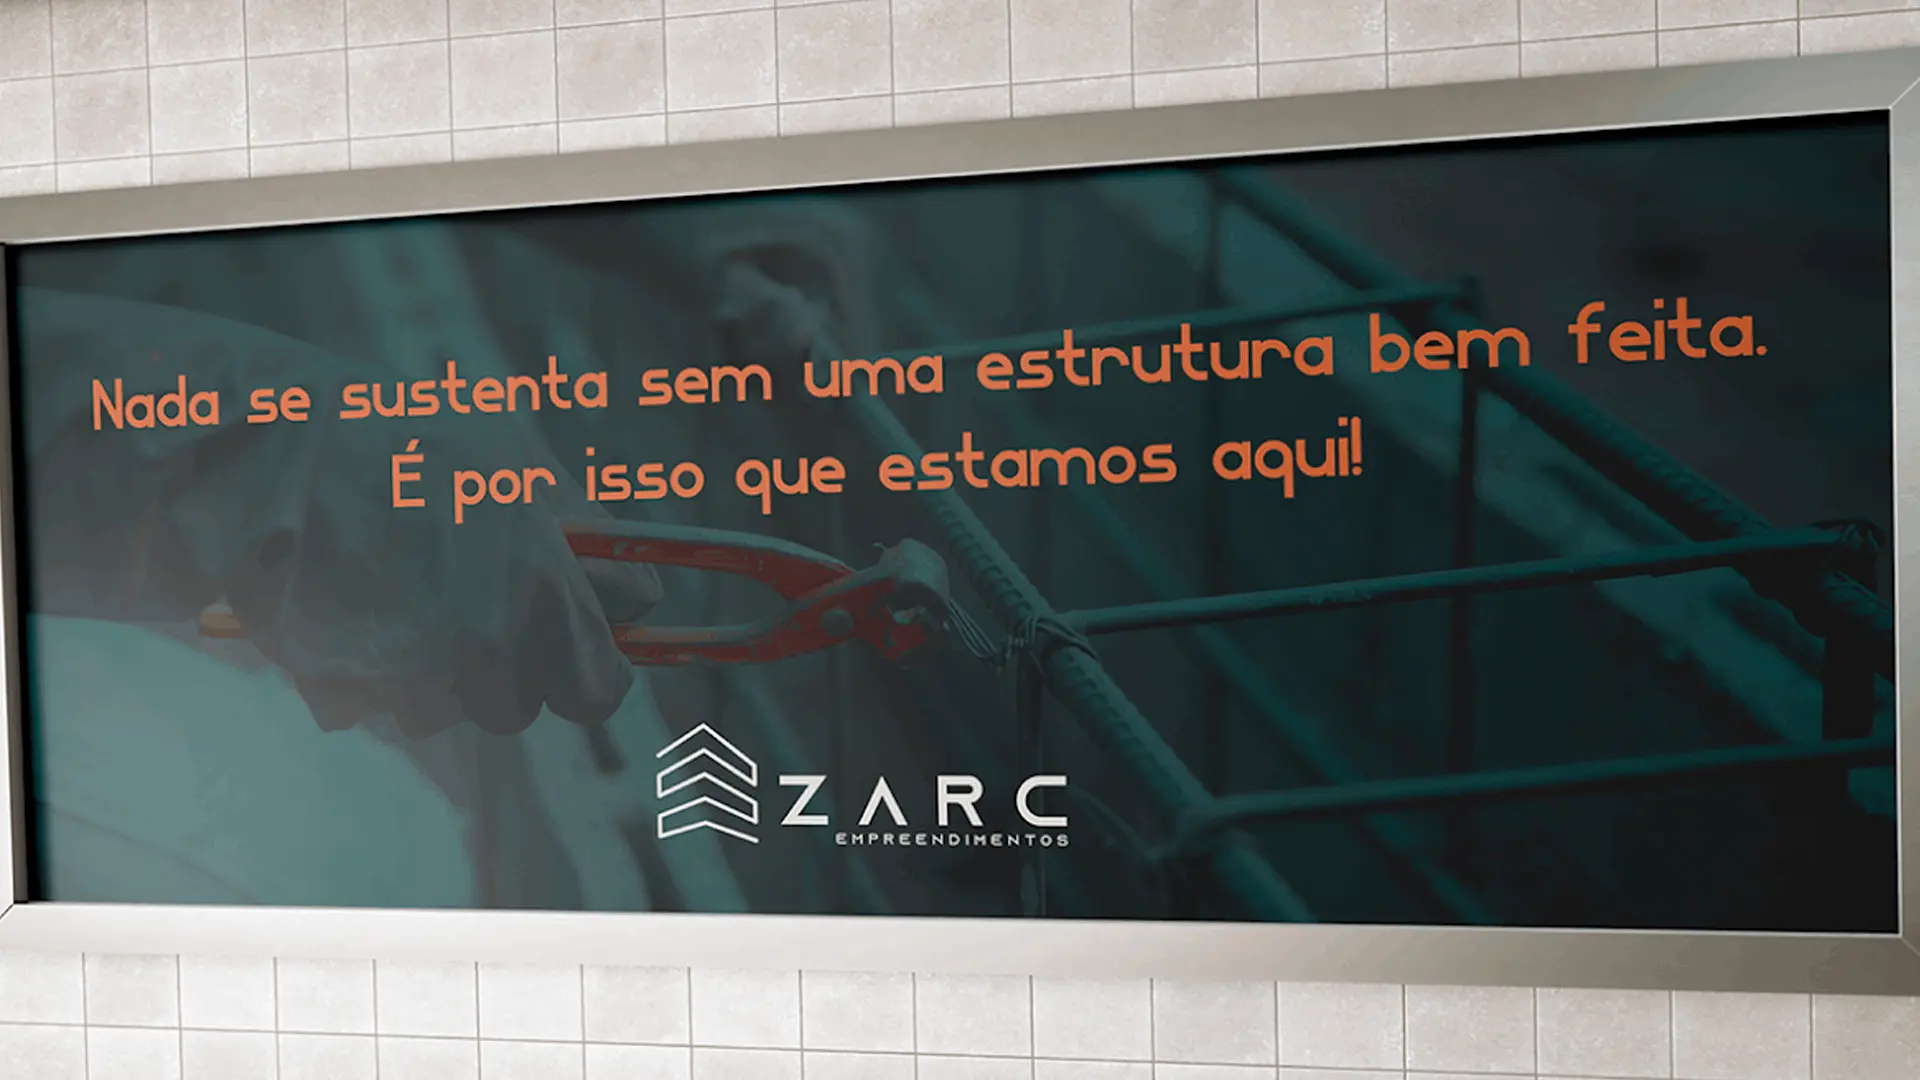 Nada se sustenta sem uma estrutura bem feita.
É por isso que estamos aqui!
ZARC
EMPREENDIMENTOS